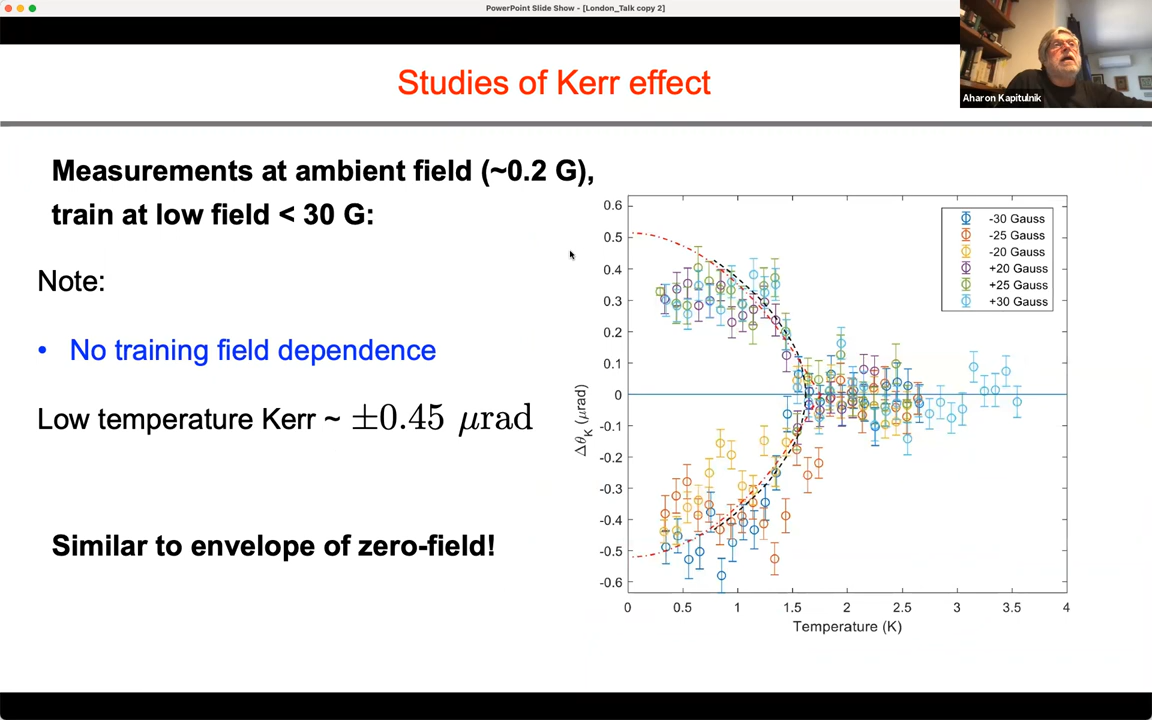 PowerPoint Slide Show - [London_Talk copy 2]
Aharon Kapitulnik
Studies of Kerr effect
Measurements at ambient field (~0.2 G),
train at low field < 30 G:
Note:
• No training field dependence
Low temperature Kerr ~ ±0.45 μrad
Similar to envelope of zero-field!
0.6
0.5
0.4
0.3
0.2
0.1
0
-0.1
-0.2
-0.3
-0.4
-0.5
-0.6
Δθ_K (μrad)
-30 Gauss
-25 Gauss
-20 Gauss
+20 Gauss
+25 Gauss
+30 Gauss
0 0.5 1 1.5 2 2.5 3 3.5 4
Temperature (K)